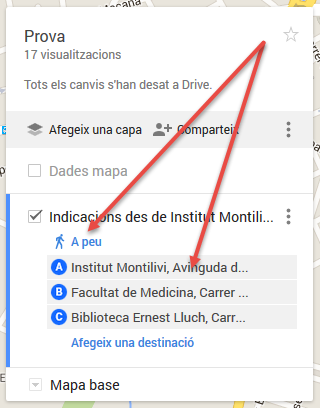 Prova
17 visualitzacions
Tots els canvis s'han desat a Drive.
Afegeix una capa Comparteix
Dades mapa
Indicacions des de Institut Montili...
A peu
A Institut Montilivi, Avinguda d...
B Facultat de Medicina, Carrer ...
C Biblioteca Ernest Lluch, Carr...
Afegeix una destinació
Mapa base